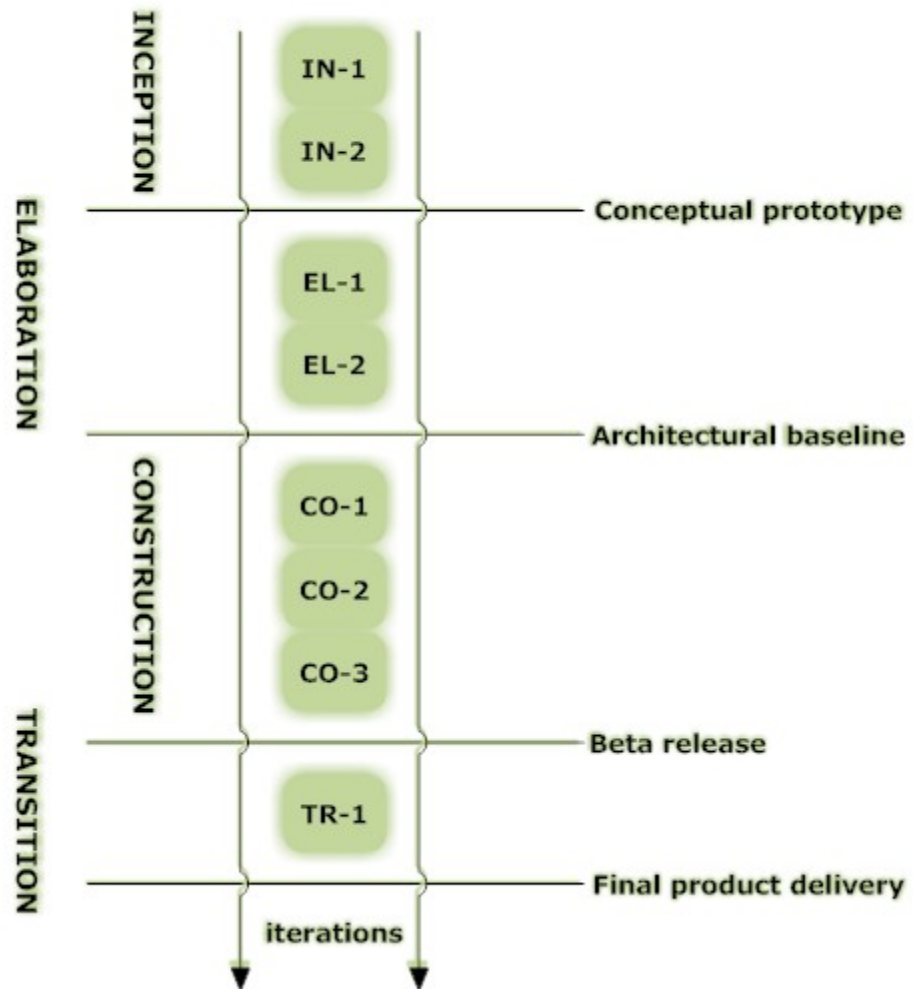 INCEPTION
IN-1
IN-2
Conceptual prototype
ELABORATION
EL-1
EL-2
Architectural baseline
CONSTRUCTION
CO-1
CO-2
CO-3
Beta release
TRANSITION
TR-1
Final product delivery
iterations